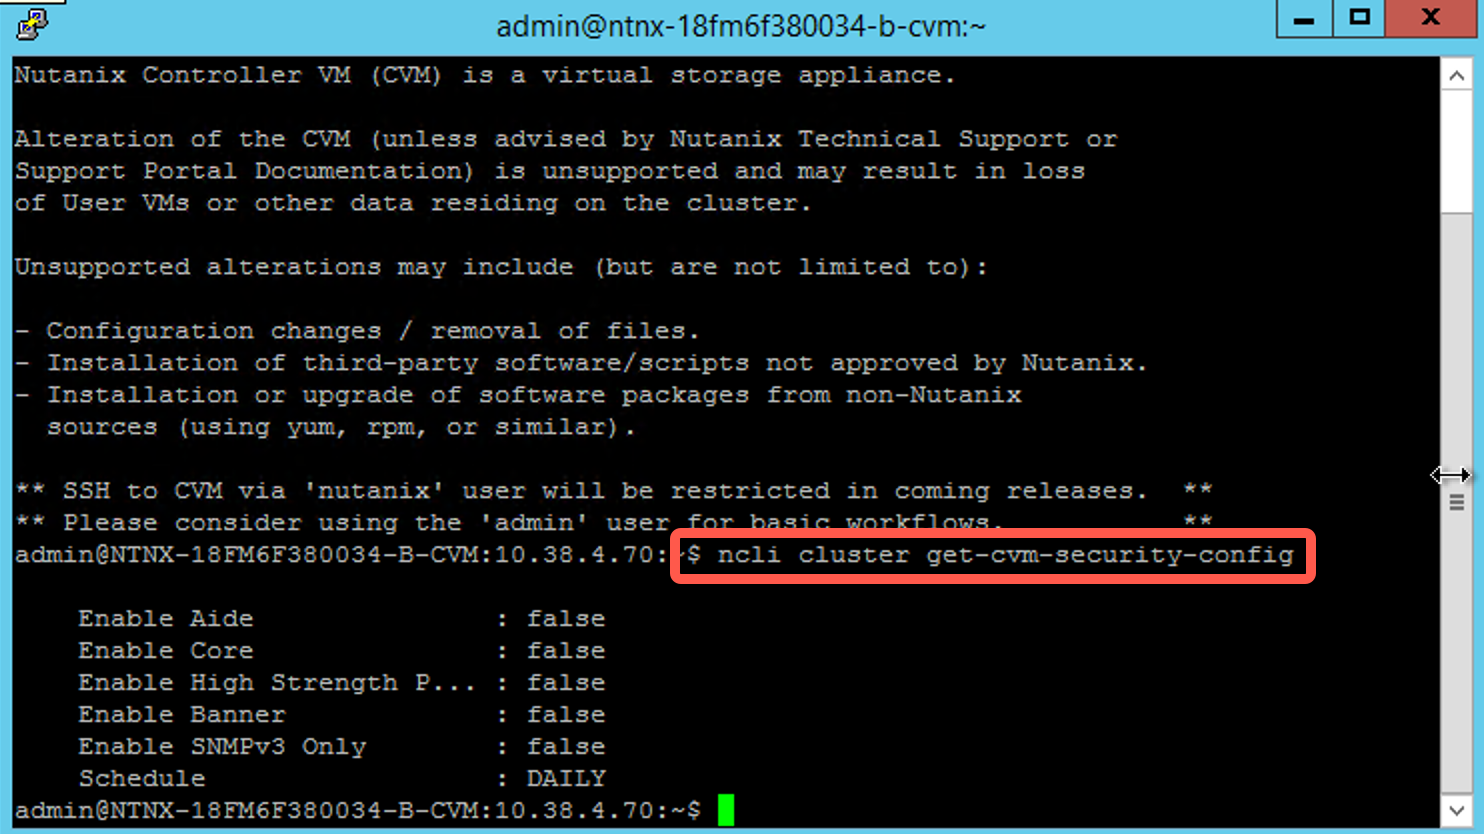 admin@ntnx-18fm6f380034-b-cvm:~
Nutanix Controller VM (CVM) is a virtual storage appliance.
Alteration of the CVM (unless advised by Nutanix Technical Support or
Support Portal Documentation) is unsupported and may result in loss
of User VMs or other data residing on the cluster.
Unsupported alterations may include (but are not limited to):
- Configuration changes / removal of files.
- Installation of third-party software/scripts not approved by Nutanix.
- Installation or upgrade of software packages from non-Nutanix
sources (using yum, rpm, or similar).
** SSH to CVM via 'nutanix' user will be restricted in coming releases. **
** Please consider using the 'admin' user for basic workflows. **
admin@NTNX-18FM6F380034-B-CVM:10.38.4.70:~$ ncli cluster get-cvm-security-config
Enable Aide : false
Enable Core : false
Enable High Strength P... : false
Enable Banner : false
Enable SNMPv3 Only : false
Schedule : DAILY
admin@NTNX-18FM6F380034-B-CVM:10.38.4.70:~$